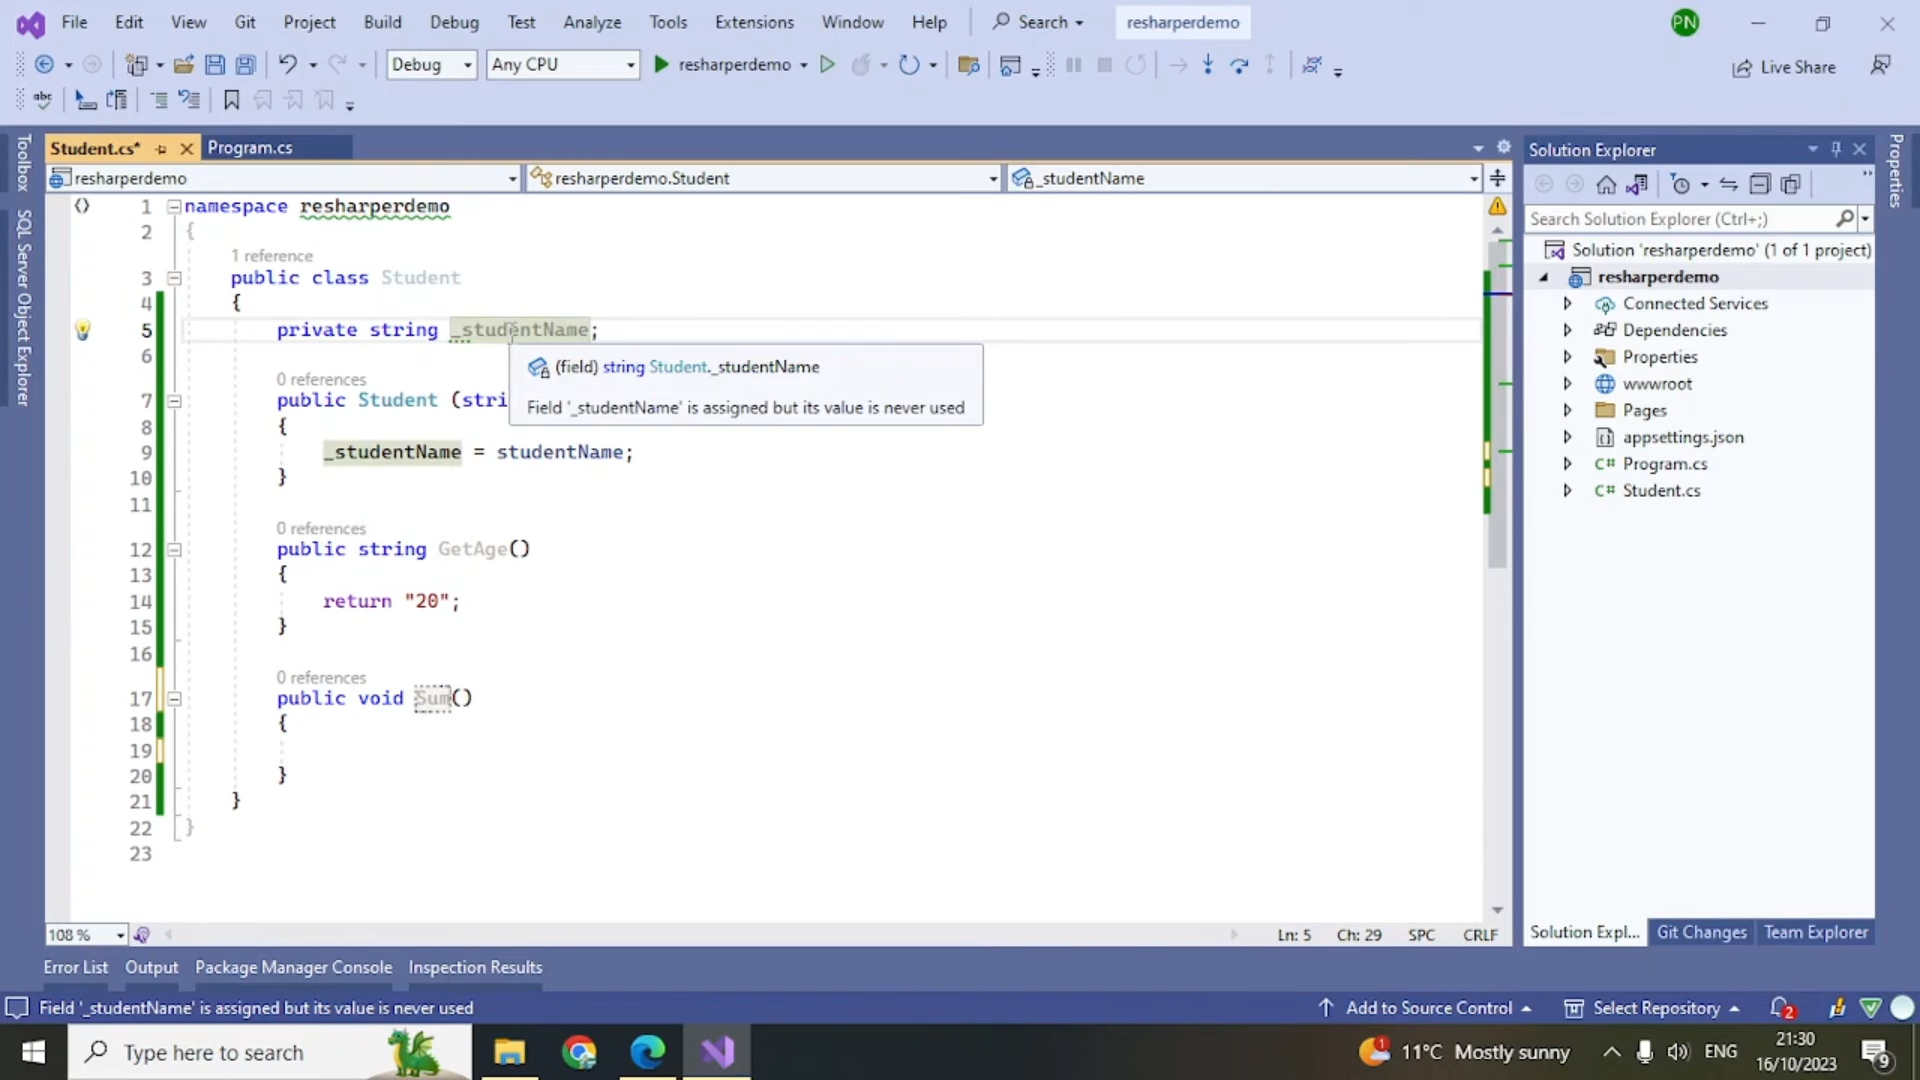 File Edit View Git Project Build Debug Test Analyze Tools Extensions Window Help Search resharperdemo PN
Debug Any CPU resharperdemo Live Share
abc
Toolbox
SQL Server Object Explorer
Student.cs* Program.cs
resharperdemo resharperdemo.Student _studentName
1 namespace resharperdemo
2 {
1 reference
3 public class Student
4 {
5 private string _studentName;
6
(field) string Student._studentName
Field '_studentName' is assigned but its value is never used
0 references
7 public Student (stri
8 {
9 _studentName = studentName;
10 }
11
0 references
12 public string GetAge()
13 {
14 return "20";
15 }
16
0 references
17 public void Sum()
18 {
19
20 }
21 }
22 }
23
108 % Ln: 5 Ch: 29 SPC CRLF
Solution Explorer
Search Solution Explorer (Ctrl+;)
Solution 'resharperdemo' (1 of 1 project)
resharperdemo
Connected Services
Dependencies
Properties
wwwroot
Pages
appsettings.json
C# Program.cs
C# Student.cs
Solution Expl... Git Changes Team Explorer
Properties
Error List Output Package Manager Console Inspection Results
Field '_studentName' is assigned but its value is never used Add to Source Control Select Repository 2
Type here to search 1 11°C Mostly sunny ENG 21:30 16/10/2023 9